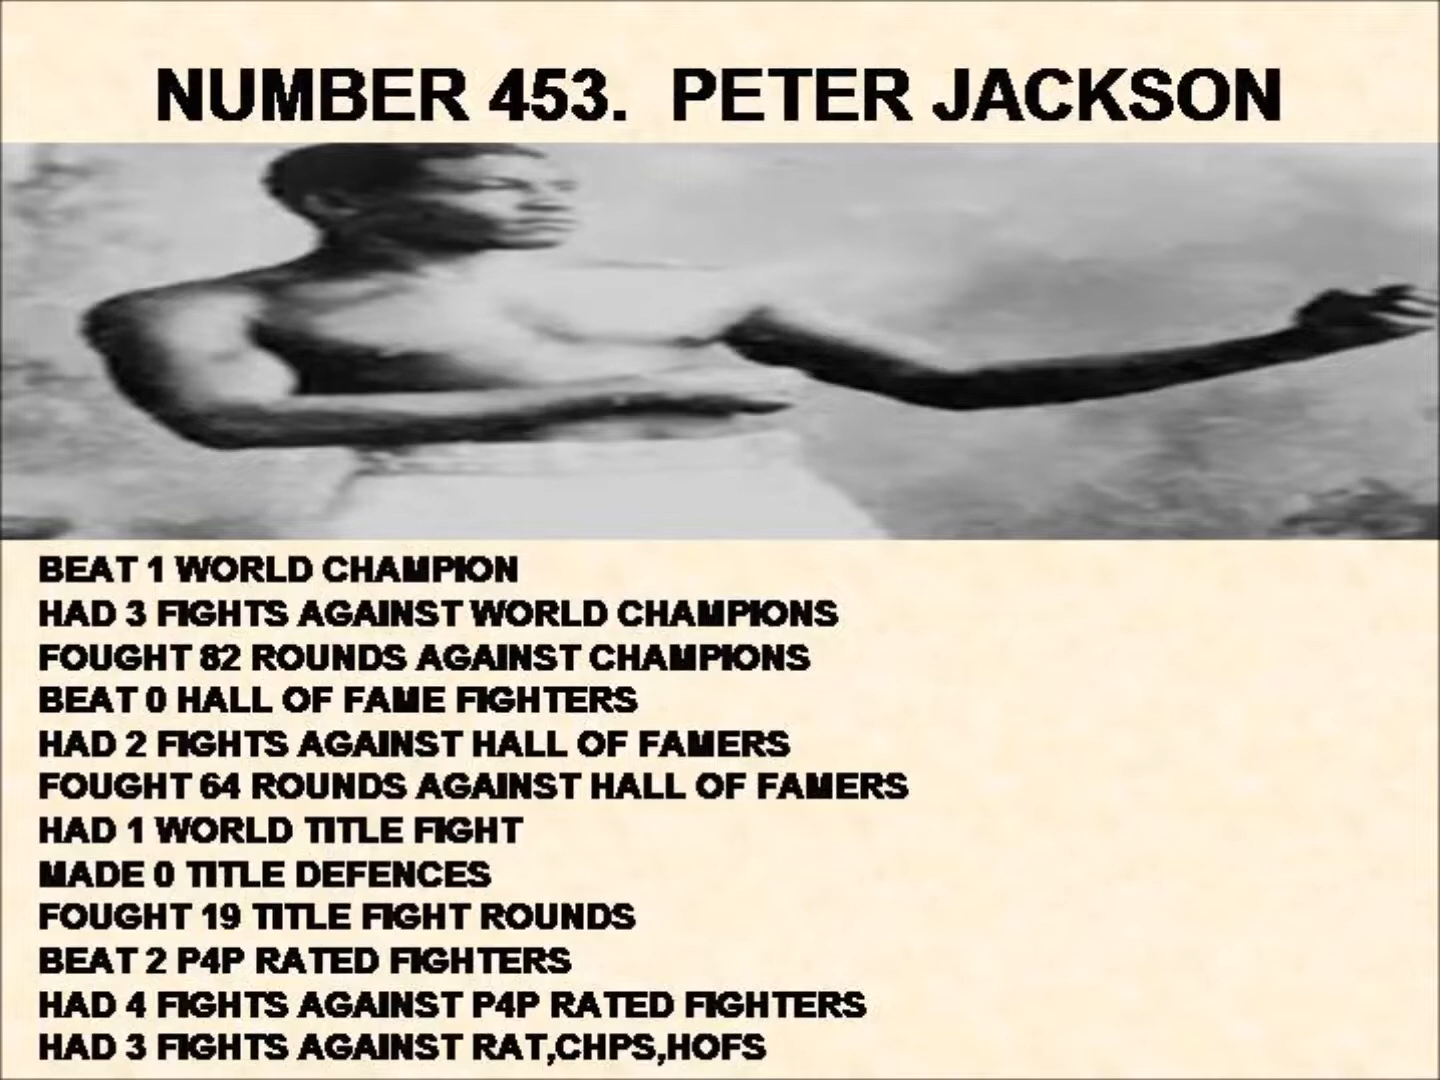 NUMBER 453.  PETER JACKSON
BEAT 1 WORLD CHAMPION
HAD 3 FIGHTS AGAINST WORLD CHAMPIONS
FOUGHT 82 ROUNDS AGAINST CHAMPIONS
BEAT 0 HALL OF FAME FIGHTERS
HAD 2 FIGHTS AGAINST HALL OF FAMERS
FOUGHT 64 ROUNDS AGAINST HALL OF FAMERS
HAD 1 WORLD TITLE FIGHT
MADE 0 TITLE DEFENCES
FOUGHT 19 TITLE FIGHT ROUNDS
BEAT 2 P4P RATED FIGHTERS
HAD 4 FIGHTS AGAINST P4P RATED FIGHTERS
HAD 3 FIGHTS AGAINST RAT,CHPS,HOFS